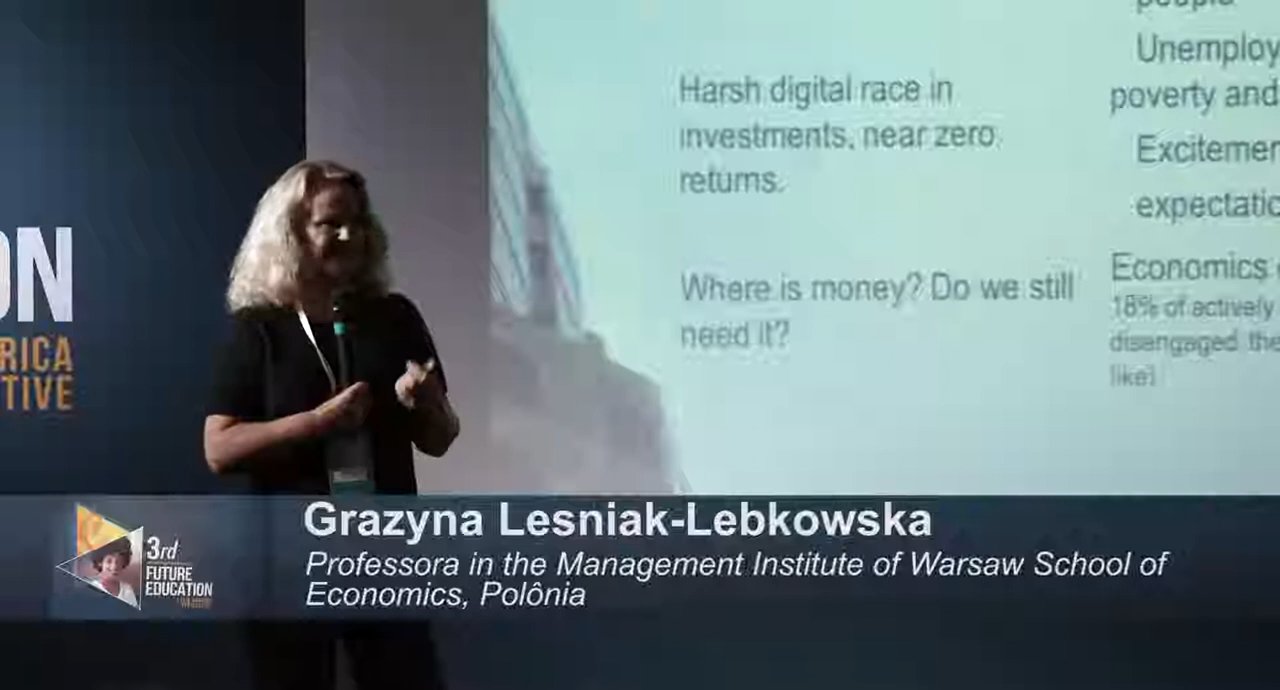 ON
RICA
TIVE
Harsh digital race in
investments, near zero
returns.
Where is money? Do we still
need it?
people
Unemploy
poverty and
Excitemen
expectatio
Economics
18% of actively
disengaged the
like)
Grazyna Lesniak-Lebkowska
Professora in the Management Institute of Warsaw School of
Economics, Polônia
3rd
FUTURE
EDUCATION